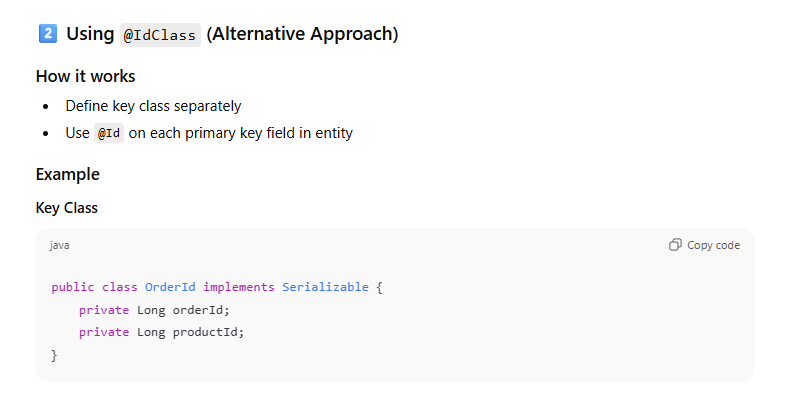 2 Using @IdClass (Alternative Approach)
How it works
• Define key class separately
• Use @Id on each primary key field in entity
Example
Key Class
java Copy code
public class OrderId implements Serializable {
    private Long orderId;
    private Long productId;
}